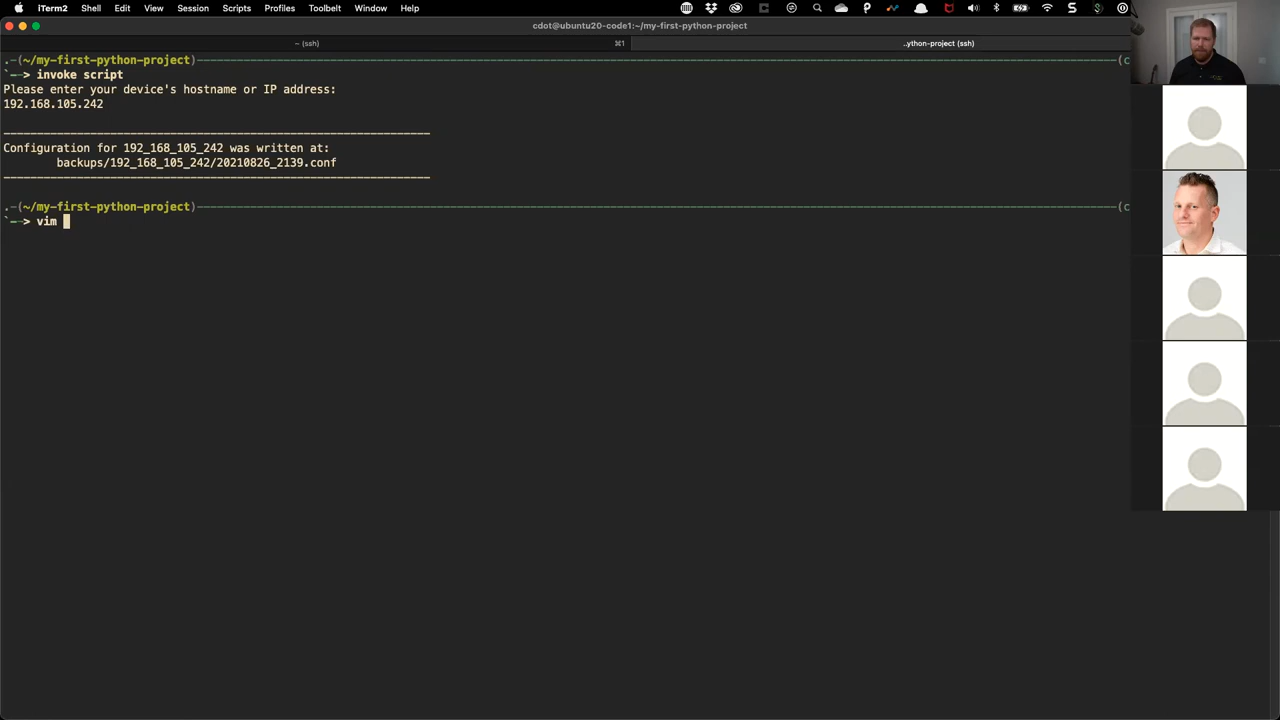 iTerm2 Shell Edit View Session Scripts Profiles Toolbelt Window Help
cdot@ubuntu20-code1:~/my-first-python-project
~ (ssh) ⌘1 ..ython-project (ssh)
.-(~/my-first-python-project)------(c
`--> invoke script
Please enter your device's hostname or IP address:
192.168.105.242
----------------------------------------------------------------
Configuration for 192_168_105_242 was written at:
backups/192_168_105_242/20210826_2139.conf
----------------------------------------------------------------
.-(~/my-first-python-project)------(c
`--> vim